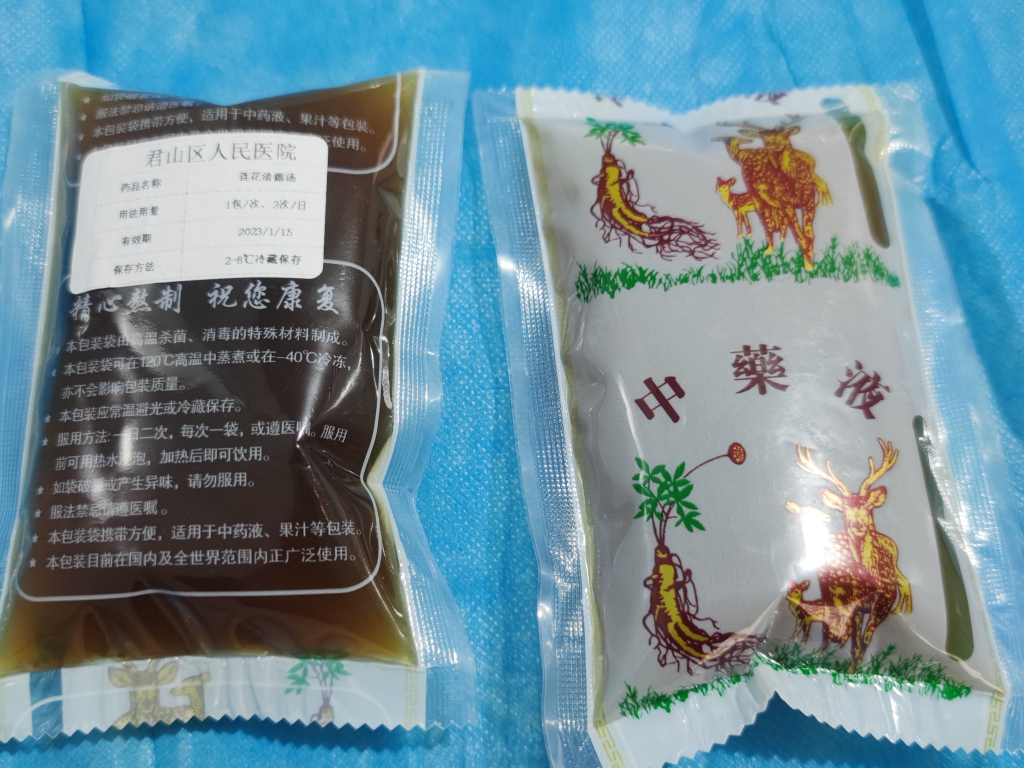 服法禁忌请遵医嘱
本包装袋携带方便，适用于中药液、果汁等包装。
泛使用。
君山区人民医院
药品名称 莲花清瘟汤
用法用量 1包/次，2次/日
有效期 2023/1/15
保存方法 2-8℃冷藏保存
精心熬制 祝您康复
本包装袋由高温杀菌、消毒的特殊材料制成。
本包装袋可在120℃高温中蒸煮或在-40℃冷冻，
亦不会影响包装质量。
本包装应常温避光或冷藏保存。
服用方法:一日二次，每次一袋，或遵医嘱。服用
前可用热水浸泡，加热后即可饮用。
如袋破裂或产生异味，请勿服用。
服法禁忌请遵医嘱。
本包装袋携带方便，适用于中药液、果汁等包装。
本包装目前在国内及全世界范围内正广泛使用。
中藥液